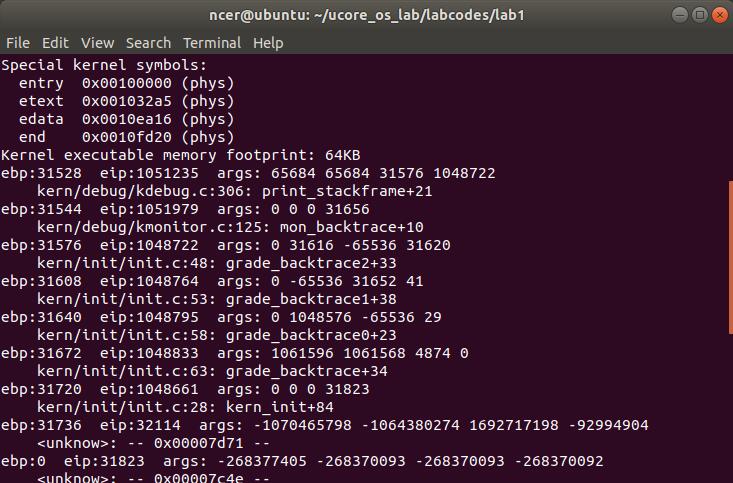 ncer@ubuntu: ~/ucore_os_lab/labcodes/lab1
File Edit View Search Terminal Help
Special kernel symbols:
  entry  0x00100000 (phys)
  etext  0x001032a5 (phys)
  edata  0x0010ea16 (phys)
  end    0x0010fd20 (phys)
Kernel executable memory footprint: 64KB
ebp:31528  eip:1051235  args: 65684 65684 31576 1048722
    kern/debug/kdebug.c:306: print_stackframe+21
ebp:31544  eip:1051979  args: 0 0 0 31656
    kern/debug/kmonitor.c:125: mon_backtrace+10
ebp:31576  eip:1048722  args: 0 31616 -65536 31620
    kern/init/init.c:48: grade_backtrace2+33
ebp:31608  eip:1048764  args: 0 -65536 31652 41
    kern/init/init.c:53: grade_backtrace1+38
ebp:31640  eip:1048795  args: 0 1048576 -65536 29
    kern/init/init.c:58: grade_backtrace0+23
ebp:31672  eip:1048833  args: 1061596 1061568 4874 0
    kern/init/init.c:63: grade_backtrace+34
ebp:31720  eip:1048661  args: 0 0 0 31823
    kern/init/init.c:28: kern_init+84
ebp:31736  eip:32114  args: -1070465798 -1064380274 1692717198 -92994904
    <unknow>: -- 0x00007d71 --
ebp:0  eip:31823  args: -268377405 -268370093 -268370093 -268370092
    <unknow>: -- 0x00007c4e --